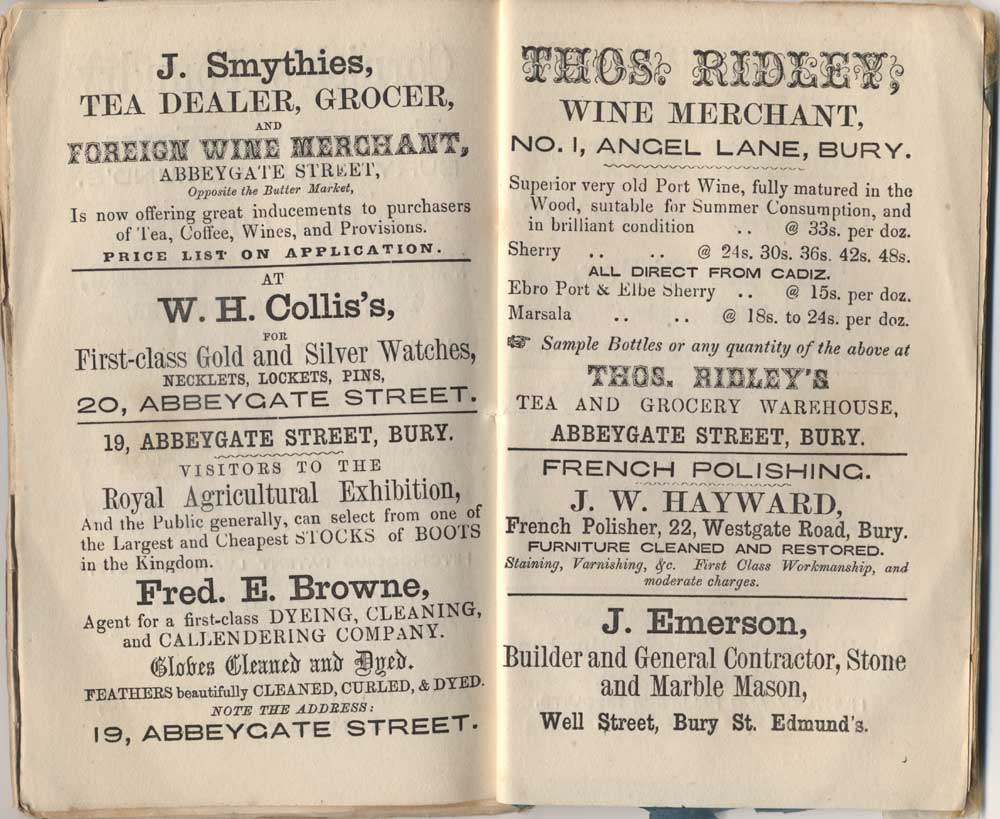 J. Smythies,
TEA DEALER, GROCER,
AND
FOREIGN WINE MERCHANT,
ABBEYGATE STREET,
Opposite the Butter Market,
Is now offering great inducements to purchasers
of Tea, Coffee, Wines, and Provisions.
PRICE LIST ON APPLICATION.
AT
W. H. Collis's,
FOR
First-class Gold and Silver Watches,
NECKLETS, LOCKETS, PINS,
20, ABBEYGATE STREET.
19, ABBEYGATE STREET, BURY.
VISITORS TO THE
Royal Agricultural Exhibition,
And the Public generally, can select from one of
the Largest and Cheapest STOCKS of BOOTS
in the Kingdom.
Fred. E. Browne,
Agent for a first-class DYEING, CLEANING,
and CALLENDERING COMPANY.
Gloves Cleaned and Dyed.
FEATHERS beautifully CLEANED, CURLED, & DYED.
NOTE THE ADDRESS:
19, ABBEYGATE STREET.
THOS. RIDLEY,
WINE MERCHANT,
NO. 1, ANGEL LANE, BURY.
Superior very old Port Wine, fully matured in the
Wood, suitable for Summer Consumption, and
in brilliant condition .. @ 33s. per doz.
Sherry .. .. @ 24s. 30s. 36s. 42s. 48s.
ALL DIRECT FROM CADIZ.
Ebro Port & Elbe Sherry .. @ 15s. per doz.
Marsala .. .. @ 18s. to 24s. per doz.
☞ Sample Bottles or any quantity of the above at
THOS. RIDLEY'S
TEA AND GROCERY WAREHOUSE,
ABBEYGATE STREET, BURY.
FRENCH POLISHING.
J. W. HAYWARD,
French Polisher, 22, Westgate Road, Bury.
FURNITURE CLEANED AND RESTORED.
Staining, Varnishing, &c. First Class Workmanship, and
moderate charges.
J. Emerson,
Builder and General Contractor, Stone
and Marble Mason,
Well Street, Bury St. Edmund's.